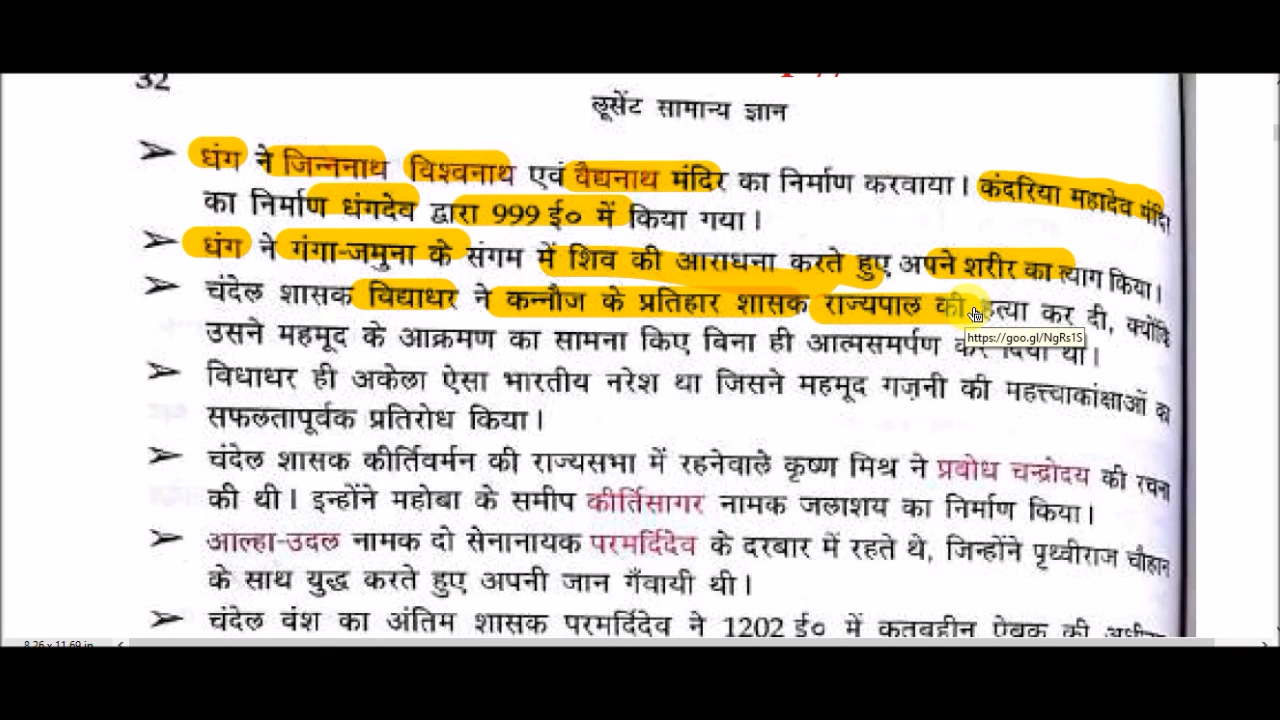 32
लूसेंट सामान्य ज्ञान
➤ धंग ने जिन्ननाथ विश्वनाथ एवं वैद्यनाथ मंदिर का निर्माण करवाया। कंदरिया महादेव मंदिर
का निर्माण धंगदेव द्वारा 999 ई० में किया गया।
➤ धंग ने गंगा-जमुना के संगम में शिव की आराधना करते हुए अपने शरीर का त्याग किया।
➤ चंदेल शासक विद्याधर ने कन्नौज के प्रतिहार शासक राज्यपाल की हत्या कर दी, क्योंकि
https://goo.gl/NgRs1S
उसने महमूद के आक्रमण का सामना किए बिना ही आत्मसमर्पण कर दिया था।
➤ विधाधर ही अकेला ऐसा भारतीय नरेश था जिसने महमूद गज़नी की महत्त्वाकांक्षाओं का
सफलतापूर्वक प्रतिरोध किया।
➤ चंदेल शासक कीर्तिवर्मन की राज्यसभा में रहनेवाले कृष्ण मिश्र ने प्रबोध चन्द्रोदय की रचना
की थी। इन्होंने महोबा के समीप कीर्तिसागर नामक जलाशय का निर्माण किया।
➤ आल्हा-उदल नामक दो सेनानायक परमर्दिदेव के दरबार में रहते थे, जिन्होंने पृथ्वीराज चौहान
के साथ युद्ध करते हुए अपनी जान गँवायी थी।
➤ चंदेल वंश का अंतिम शासक परमर्दिदेव ने 1202 ई० में कुतुबुद्दीन ऐबक की
8.26 x 11.69 in